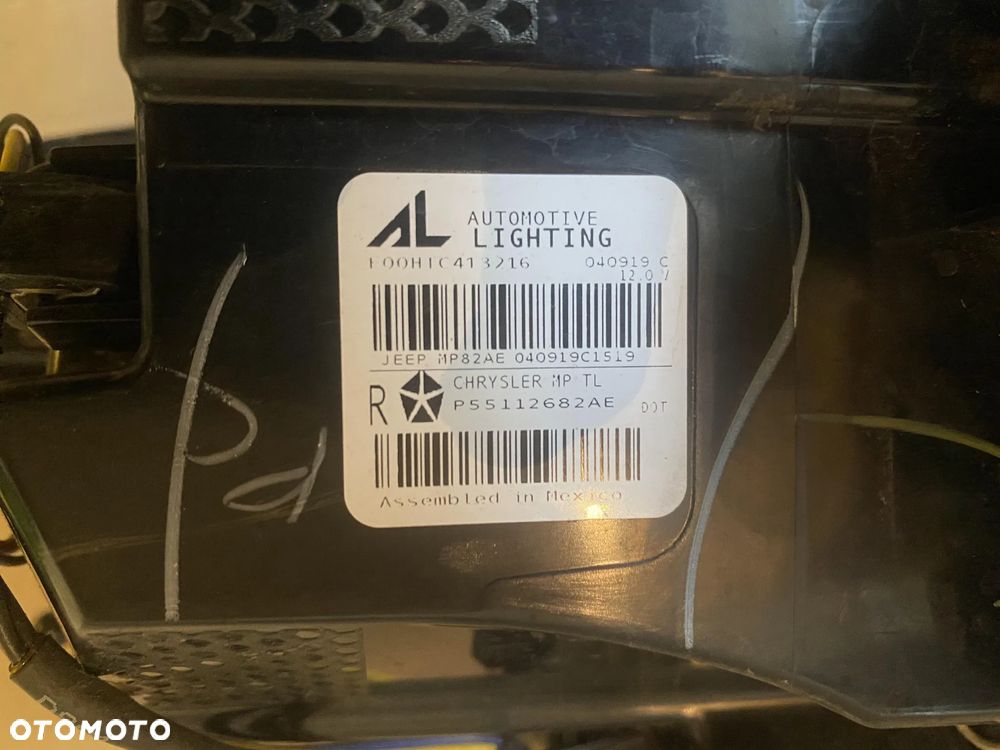 AL AUTOMOTIVE
LIGHTING
F00HTC413216 040919 C
12.0 V
JEEP MP82AE 040919C1519
R CHRYSLER MP TL
P55112682AE DOT
Assembled in Mexico
Pd
OTOMOTO